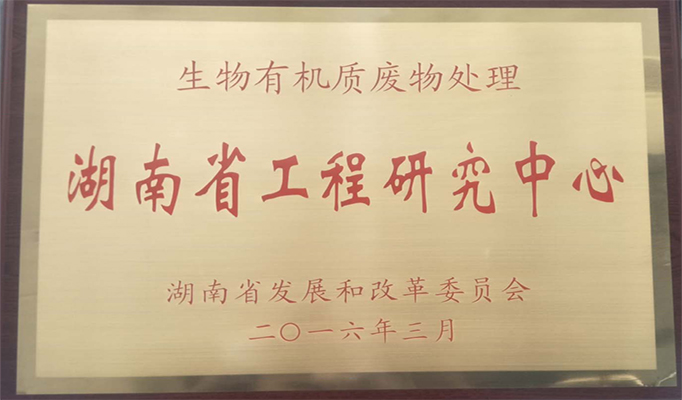 生物有机质废物处理
湖南省工程研究中心
湖南省发展和改革委员会
二〇一六年三月